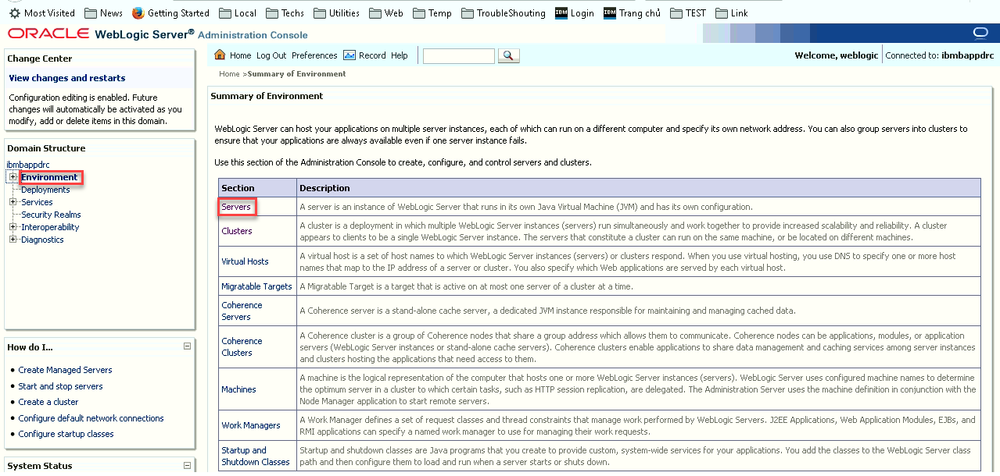 Most Visited News Getting Started Local Techs Utilities Web Temp TroubleShouting IBM Login IBM Trang chủ TEST Link
ORACLE WebLogic Server® Administration Console
Change Center
View changes and restarts
Configuration editing is enabled. Future
changes will automatically be activated as you
modify, add or delete items in this domain.
Domain Structure
ibmbappdrc
Environment
Deployments
Services
Security Realms
Interoperability
Diagnostics
How do I...
Create Managed Servers
Start and stop servers
Create a cluster
Configure default network connections
Configure startup classes
System Status
Home Log Out Preferences Record Help
Welcome, weblogic Connected to: ibmbappdrc
Home >Summary of Environment
Summary of Environment
WebLogic Server can host your applications on multiple server instances, each of which can run on a different computer and specify its own network address. You can also group servers into clusters to
ensure that your applications are always available even if one server instance fails.
Use this section of the Administration Console to create, configure, and control servers and clusters.
Section Description
Servers A server is an instance of WebLogic Server that runs in its own Java Virtual Machine (JVM) and has its own configuration.
Clusters A cluster is a deployment in which multiple WebLogic Server instances (servers) run simultaneously and work together to provide increased scalability and reliability. A cluster
appears to clients to be a single WebLogic Server instance. The servers that constitute a cluster can run on the same machine, or be located on different machines.
Virtual Hosts A virtual host is a set of host names to which WebLogic Server instances (servers) or clusters respond. When you use virtual hosting, you use DNS to specify one or more host
names that map to the IP address of a server or cluster. You also specify which Web applications are served by each virtual host.
Migratable Targets A Migratable Target is a target that is active on at most one server of a cluster at a time.
Coherence
Servers
A Coherence server is a stand-alone cache server, a dedicated JVM instance responsible for maintaining and managing cached data.
Coherence
Clusters
A Coherence cluster is a group of Coherence nodes that share a group address which allows them to communicate. Coherence nodes can be applications, modules, or application
servers (WebLogic Server instances or stand-alone cache servers). Coherence clusters enable applications to share data management and caching services among server instances
and clusters hosting the applications that need access to them.
Machines
A machine is the logical representation of the computer that hosts one or more WebLogic Server instances (servers). WebLogic Server uses configured machine names to determine
the optimum server in a cluster to which certain tasks, such as HTTP session replication, are delegated. The Administration Server uses the machine definition in conjunction with the
Node Manager application to start remote servers.
Work Managers
A Work Manager defines a set of request classes and thread constraints that manage work performed by WebLogic Servers. J2EE Applications, Web Application Modules, EJBs, and
RMI applications can specify a named work manager to use for managing their work requests.
Startup and
Shutdown Classes
Startup and shutdown classes are Java programs that you create to provide custom, system-wide services for your applications. You add the classes to the WebLogic Server class
path and then configure them to load and run when a server starts or shuts down.